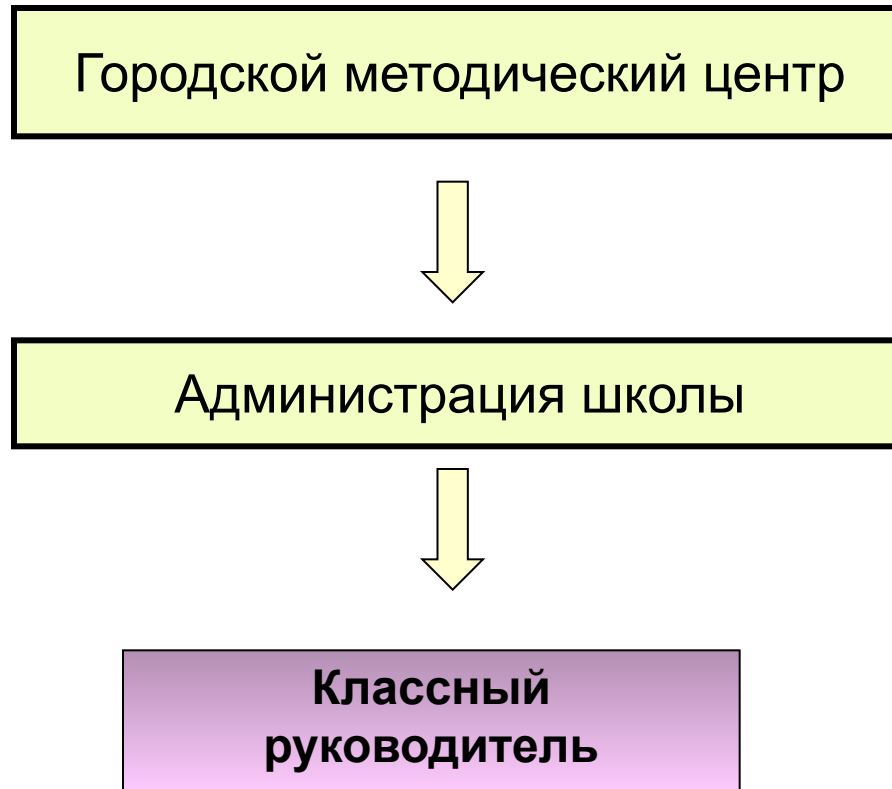 Городской методический центр
Администрация школы
Классный
руководитель